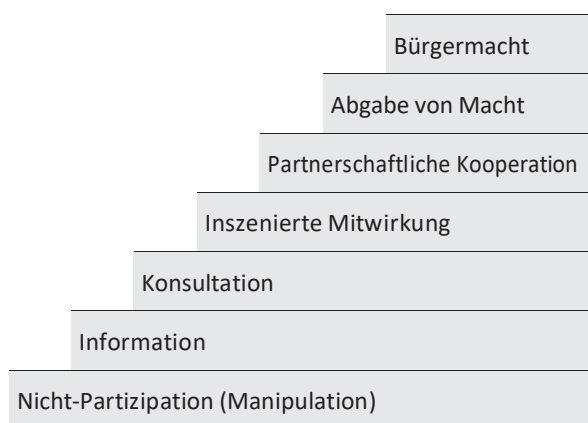 Bürgermacht
Abgabe von Macht
Partnerschaftliche Kooperation
Inszenierte Mitwirkung
Konsultation
Information
Nicht-Partizipation (Manipulation)